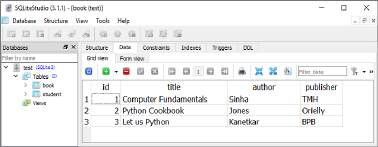 SQLiteStudio (3.1.1) - [book (test)]
Database Structure View Tools Help
Databases
Filter by name
test (SQLite3)
Tables
book
student
Views
Structure Data Constraints Indexes Triggers DDL
Grid view Form view
1
Filter data
id title author publisher
1 1 Computer Fundamentals Sinha TMH
2 2 Python Cookbook Jones Orielly
3 3 Let us Python Kanetkar BPB